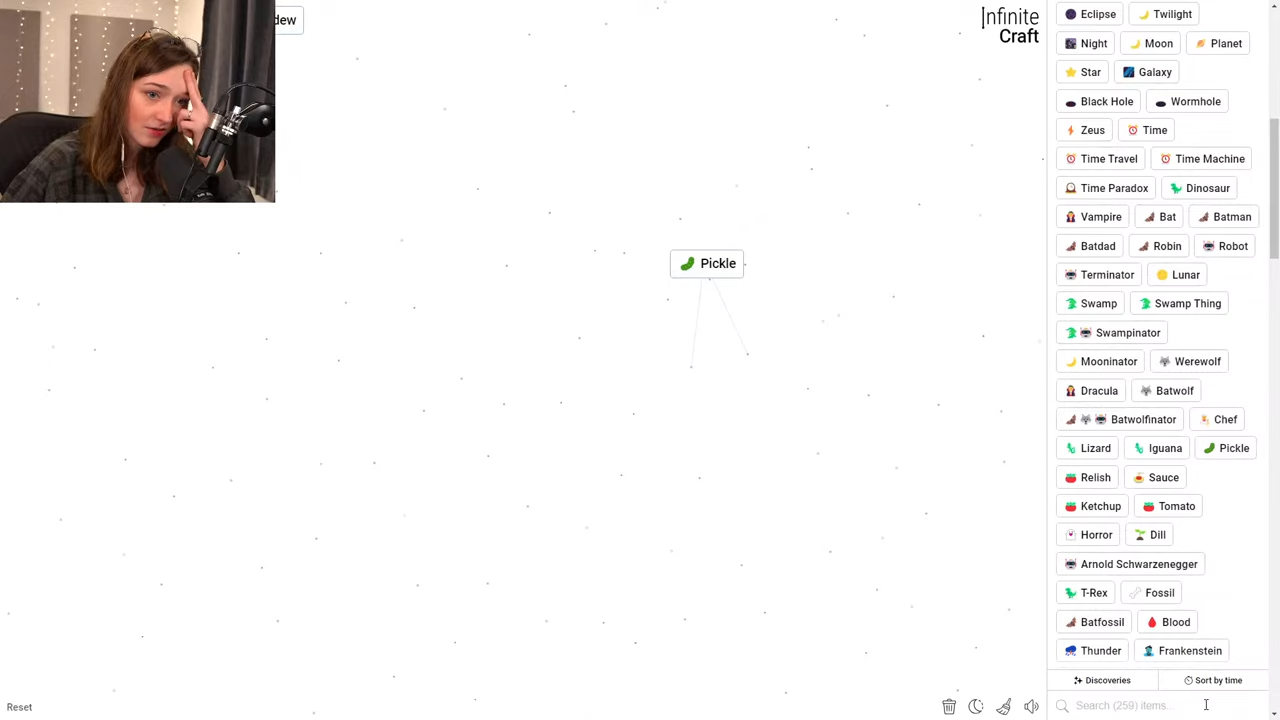 dew
Infinite
Craft
Pickle
Reset
Eclipse
Twilight
Night
Moon
Planet
Star
Galaxy
Black Hole
Wormhole
Zeus
Time
Time Travel
Time Machine
Time Paradox
Dinosaur
Vampire
Bat
Batman
Batdad
Robin
Robot
Terminator
Lunar
Swamp
Swamp Thing
Swampinator
Mooninator
Werewolf
Dracula
Batwolf
Batwolfinator
Chef
Lizard
Iguana
Pickle
Relish
Sauce
Ketchup
Tomato
Horror
Dill
Arnold Schwarzenegger
T-Rex
Fossil
Batfossil
Blood
Thunder
Frankenstein
Discoveries
Sort by time
Search (259) items...